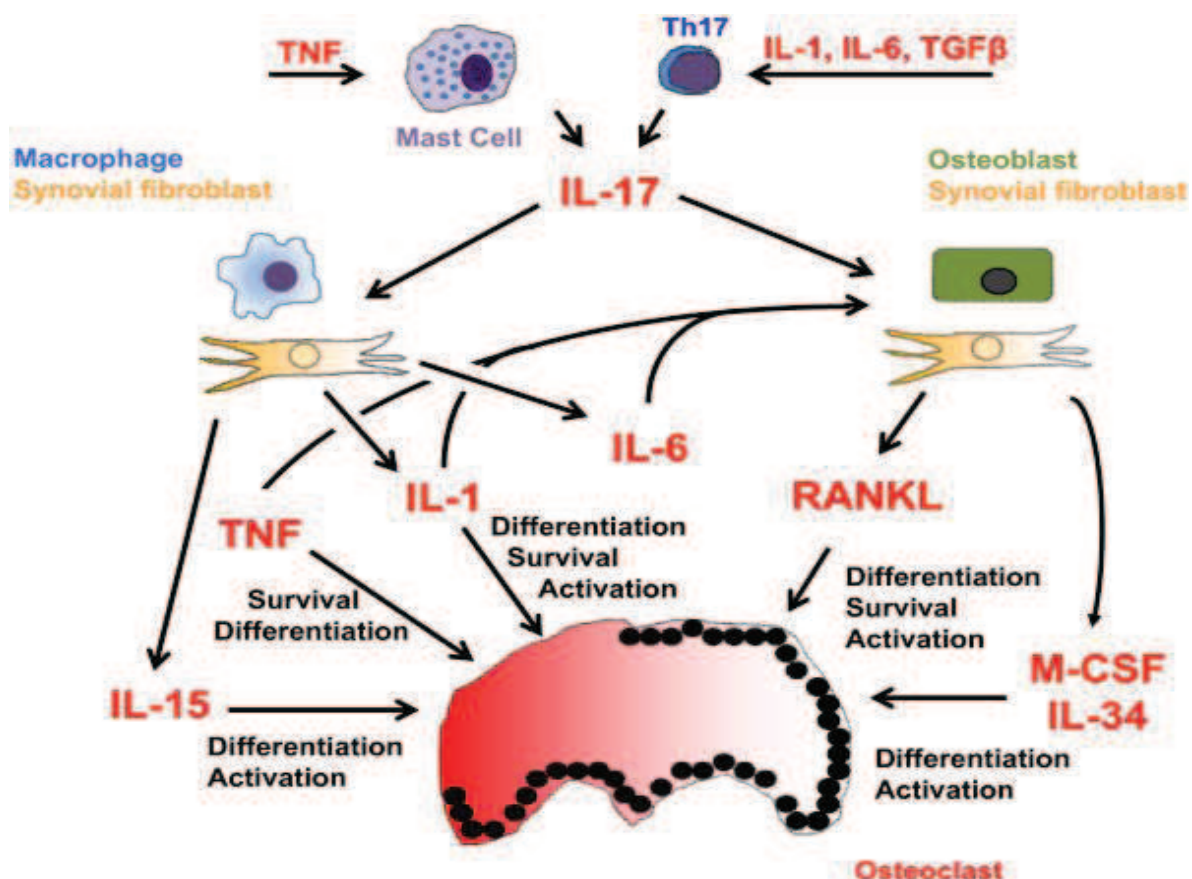 TNF
Th17
IL-1, IL-6, TGFβ
Mast Cell
Macrophage
Synovial fibroblast
IL-17
Osteoblast
Synovial fibroblast
IL-6
IL-1
RANKL
TNF
Differentiation
Survival
Activation
Survival
Differentiation
Differentiation
Survival
Activation
IL-15
Differentiation
Activation
M-CSF
IL-34
Differentiation
Activation
Osteoclast